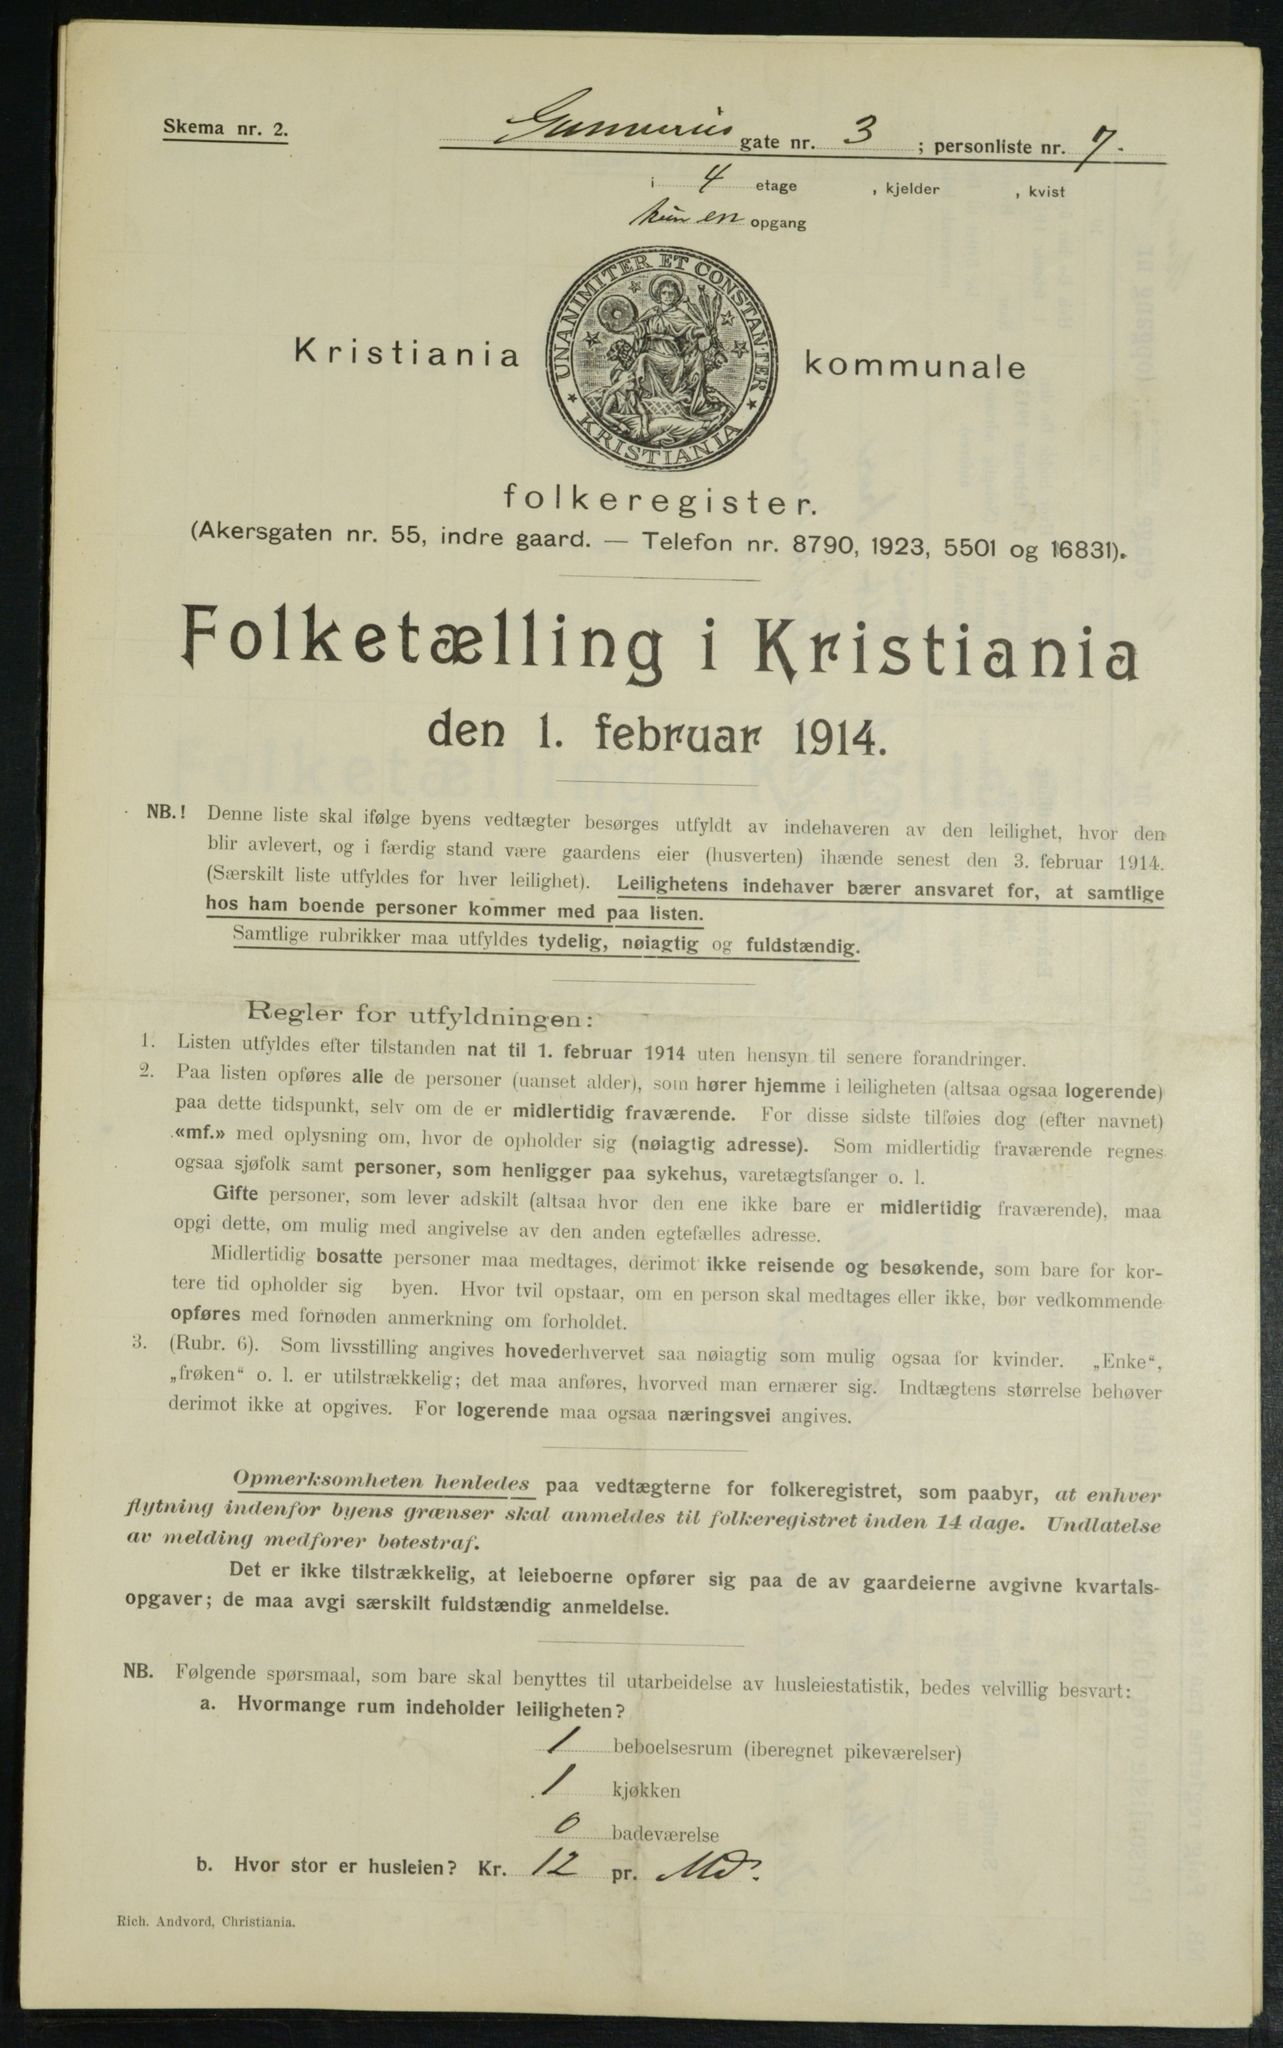 Skema nr. 2.
Gunnerus gate nr. 3 ; personliste nr. 7.
i 4 etage , kjelder , kvist
kun en opgang
UNANIMITER ET CONSTANTER
KRISTIANIA
Kristiania kommunale
folkeregister.
(Akersgaten nr. 55, indre gaard. — Telefon nr. 8790, 1923, 5501 og 16831).
Folketælling i Kristiania
den 1. februar 1914.
NB.! Denne liste skal ifølge byens vedtægter besørges utfyldt av indehaveren av den leilighet, hvor den
blir avlevert, og i færdig stand være gaardens eier (husverten) ihænde senest den 3. februar 1914.
(Særskilt liste utfyldes for hver leilighet). Leilighetens indehaver bærer ansvaret for, at samtlige
hos ham boende personer kommer med paa listen.
Samtlige rubrikker maa utfyldes tydelig, nøiagtig og fuldstændig.
Regler for utfyldningen:
1. Listen utfyldes efter tilstanden nat til 1. februar 1914 uten hensyn til senere forandringer.
2. Paa listen opføres alle de personer (uanset alder), som hører hjemme i leiligheten (altsaa ogsaa logerende)
paa dette tidspunkt, selv om de er midlertidig fraværende. For disse sidste tilføies dog (efter navnet)
«mf.» med oplysning om, hvor de opholder sig (nøiagtig adresse). Som midlertidig fraværende regnes
ogsaa sjøfolk samt personer, som henligger paa sykehus, varetægtsfanger o. l.
Gifte personer, som lever adskilt (altsaa hvor den ene ikke bare er midlertidig fraværende), maa
opgi dette, om mulig med angivelse av den anden egtefælles adresse.
Midlertidig bosatte personer maa medtages, derimot ikke reisende og besøkende, som bare for kor-
tere tid opholder sig byen. Hvor tvil opstaar, om en person skal medtages eller ikke, bør vedkommende
opføres med fornøden anmerkning om forholdet.
3. (Rubr. 6). Som livsstilling angives hovederhvervet saa nøiagtig som mulig ogsaa for kvinder. „Enke“,
„frøken“ o. l. er utilstrækkelig; det maa anføres, hvorved man ernærer sig. Indtægtens størrelse behøver
derimot ikke at opgives. For logerende maa ogsaa næringsvei angives.
Opmerksomheten henledes paa vedtægterne for folkeregistret, som paabyr, at enhver
flytning indenfor byens grænser skal anmeldes til folkeregistret inden 14 dage. Undlatelse
av melding medfører bøtestraf.
Det er ikke tilstrækkelig, at leieboerne opfører sig paa de av gaardeierne avgivne kvartals-
opgaver; de maa avgi særskilt fuldstændig anmeldelse.
NB. Følgende spørsmaal, som bare skal benyttes til utarbeidelse av husleiestatistik, bedes velvillig besvart:
a. Hvormange rum indeholder leiligheten?
1 beboelsesrum (iberegnet pikeværelser)
1 kjøkken
0 badeværelse
b. Hvor stor er husleien? Kr. 12 pr. Md.
Rich. Andvord, Christiania.